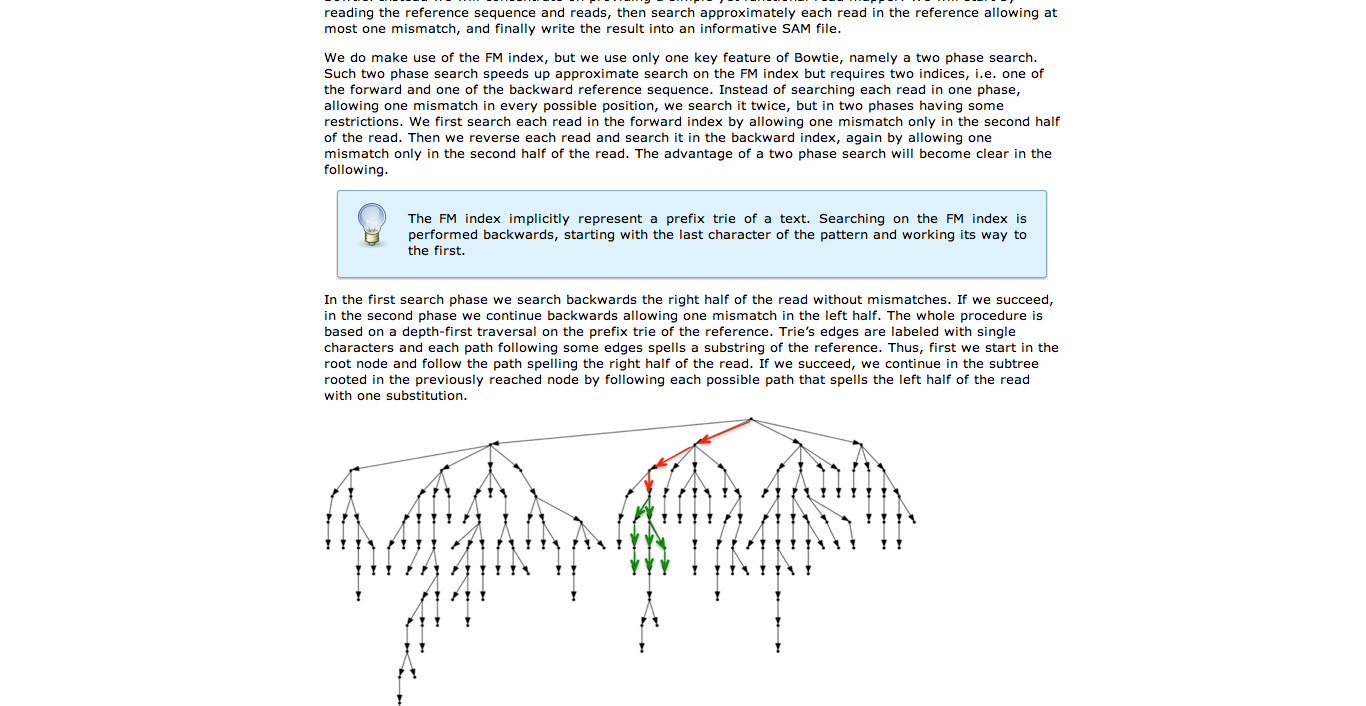 reading the reference sequence and reads, then search approximately each read in the reference allowing at
most one mismatch, and finally write the result into an informative SAM file.
We do make use of the FM index, but we use only one key feature of Bowtie, namely a two phase search.
Such two phase search speeds up approximate search on the FM index but requires two indices, i.e. one of
the forward and one of the backward reference sequence. Instead of searching each read in one phase,
allowing one mismatch in every possible position, we search it twice, but in two phases having some
restrictions. We first search each read in the forward index by allowing one mismatch only in the second half
of the read. Then we reverse each read and search it in the backward index, again by allowing one
mismatch only in the second half of the read. The advantage of a two phase search will become clear in the
following.
The FM index implicitly represent a prefix trie of a text. Searching on the FM index is
performed backwards, starting with the last character of the pattern and working its way to
the first.
In the first search phase we search backwards the right half of the read without mismatches. If we succeed,
in the second phase we continue backwards allowing one mismatch in the left half. The whole procedure is
based on a depth-first traversal on the prefix trie of the reference. Trie’s edges are labeled with single
characters and each path following some edges spells a substring of the reference. Thus, first we start in the
root node and follow the path spelling the right half of the read. If we succeed, we continue in the subtree
rooted in the previously reached node by following each possible path that spells the left half of the read
with one substitution.